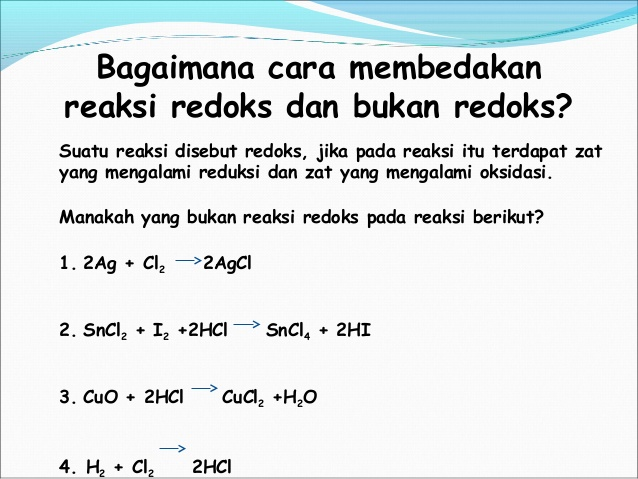 Bagaimana cara membedakan
reaksi redoks dan bukan redoks?
Suatu reaksi disebut redoks, jika pada reaksi itu terdapat zat
yang mengalami reduksi dan zat yang mengalami oksidasi.
Manakah yang bukan reaksi redoks pada reaksi berikut?
1. 2Ag + Cl₂ → 2AgCl
2. SnCl₂ + I₂ +2HCl → SnCl₄ + 2HI
3. CuO + 2HCl → CuCl₂ +H₂O
4. H₂ + Cl₂ → 2HCl